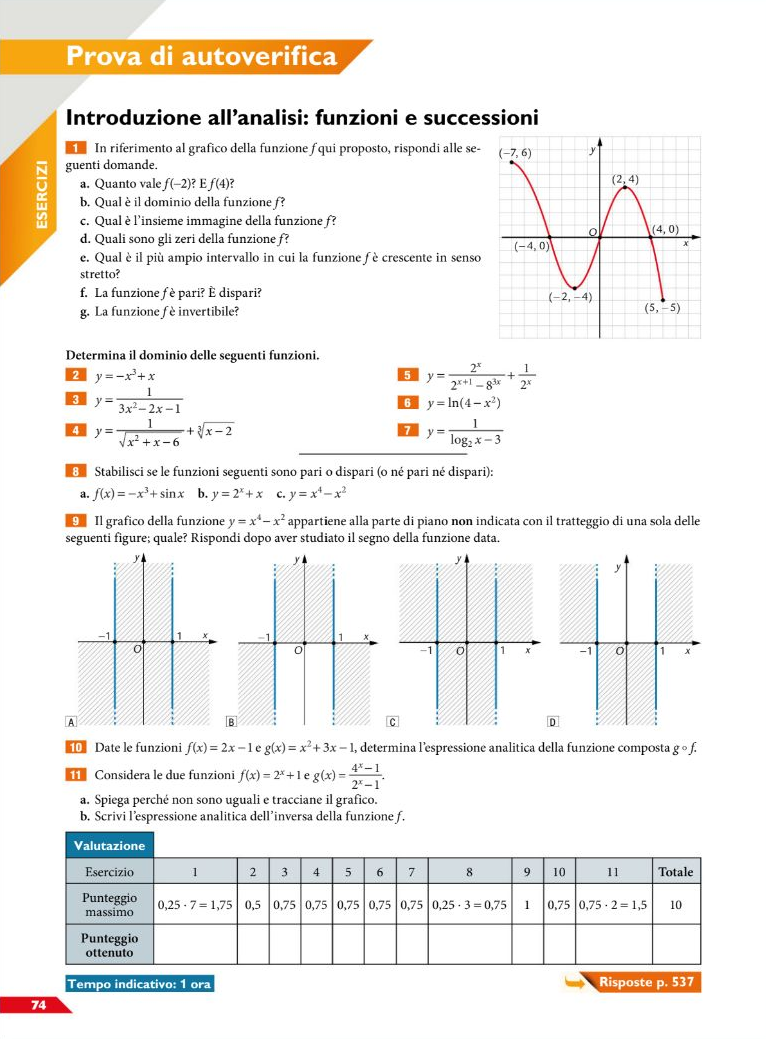 Prova di autoverifica
ESERCIZI
Introduzione all'analisi: funzioni e successioni
1 In riferimento al grafico della funzione f qui proposto, rispondi alle se-
guenti domande.
a. Quanto vale f(−2)? E f(4)?
b. Qual è il dominio della funzione f?
c. Qual è l'insieme immagine della funzione f?
d. Quali sono gli zeri della funzione f?
e. Qual è il più ampio intervallo in cui la funzione f è crescente in senso
stretto?
f. La funzione f è pari? È dispari?
g. La funzione f è invertibile?
(−7, 6)
y
(2, 4)
O
(4, 0)
x
(−4, 0)
(−2, −4)
(5, −5)
Determina il dominio delle seguenti funzioni.
2 y = −x³ + x
3 y = 1 / (3x² − 2x − 1)
4 y = 1 / √(x² + x − 6) + ∛(x − 2)
5 y = 2ˣ / (2ˣ⁺¹ − 8³ˣ) + 1 / 2ˣ
6 y = ln(4 − x²)
7 y = 1 / (log₂ x − 3)
8 Stabilisci se le funzioni seguenti sono pari o dispari (o né pari né dispari):
a. f(x) = −x³ + sin x b. y = 2ˣ + x c. y = x⁴ − x²
9 Il grafico della funzione y = x⁴ − x² appartiene alla parte di piano non indicata con il tratteggio di una sola delle
seguenti figure; quale? Rispondi dopo aver studiato il segno della funzione data.
y
−1
O
1
x
A
y
−1
O
1
x
B
y
−1
O
1
x
C
y
−1
O
1
x
D
10 Date le funzioni f(x) = 2x − 1 e g(x) = x² + 3x − 1, determina l'espressione analitica della funzione composta g ∘ f.
11 Considera le due funzioni f(x) = 2ˣ + 1 e g(x) = (4ˣ − 1) / (2ˣ − 1).
a. Spiega perché non sono uguali e tracciane il grafico.
b. Scrivi l'espressione analitica dell'inversa della funzione f.
Valutazione
Esercizio 1 2 3 4 5 6 7 8 9 10 11 Totale
Punteggio massimo 0,25 · 7 = 1,75 0,5 0,75 0,75 0,75 0,75 0,75 0,25 · 3 = 0,75 1 0,75 0,75 · 2 = 1,5 10
Punteggio ottenuto
Tempo indicativo: 1 ora
Risposte p. 537
74